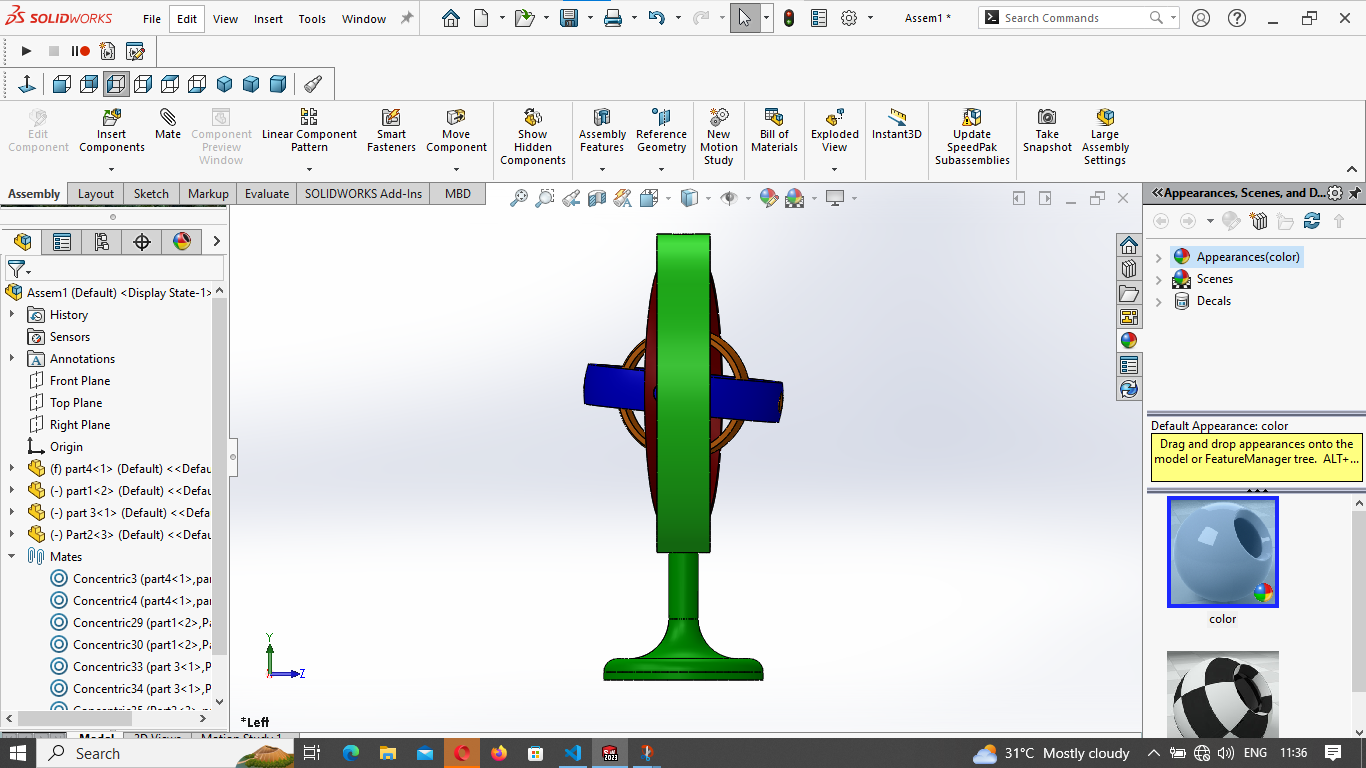 SOLIDWORKS File Edit View Insert Tools Window Assem1 * Search Commands
Edit Component
Insert Components
Mate
Component Preview Window
Linear Component Pattern
Smart Fasteners
Move Component
Show Hidden Components
Assembly Features
Reference Geometry
New Motion Study
Bill of Materials
Exploded View
Instant3D
Update SpeedPak Subassemblies
Take Snapshot
Large Assembly Settings
Assembly Layout Sketch Markup Evaluate SOLIDWORKS Add-Ins MBD
Assem1 (Default) <Display State-1>
History
Sensors
Annotations
Front Plane
Top Plane
Right Plane
Origin
(f) part4<1> (Default) <<Defau
(-) part1<2> (Default) <<Defau
(-) part 3<1> (Default) <<Defa
(-) Part2<3> (Default) <<Defau
Mates
Concentric3 (part4<1>,par
Concentric4 (part4<1>,par
Concentric29 (part1<2>,Pa
Concentric30 (part1<2>,Pa
Concentric33 (part 3<1>,P
Concentric34 (part 3<1>,P
Y
Z
*Left
Appearances, Scenes, and D...
Appearances(color)
Scenes
Decals
Default Appearance: color
Drag and drop appearances onto the
model or FeatureManager tree. ALT+...
color
Model 3D Views Motion Study 1
Search
31°C Mostly cloudy ENG 11:36